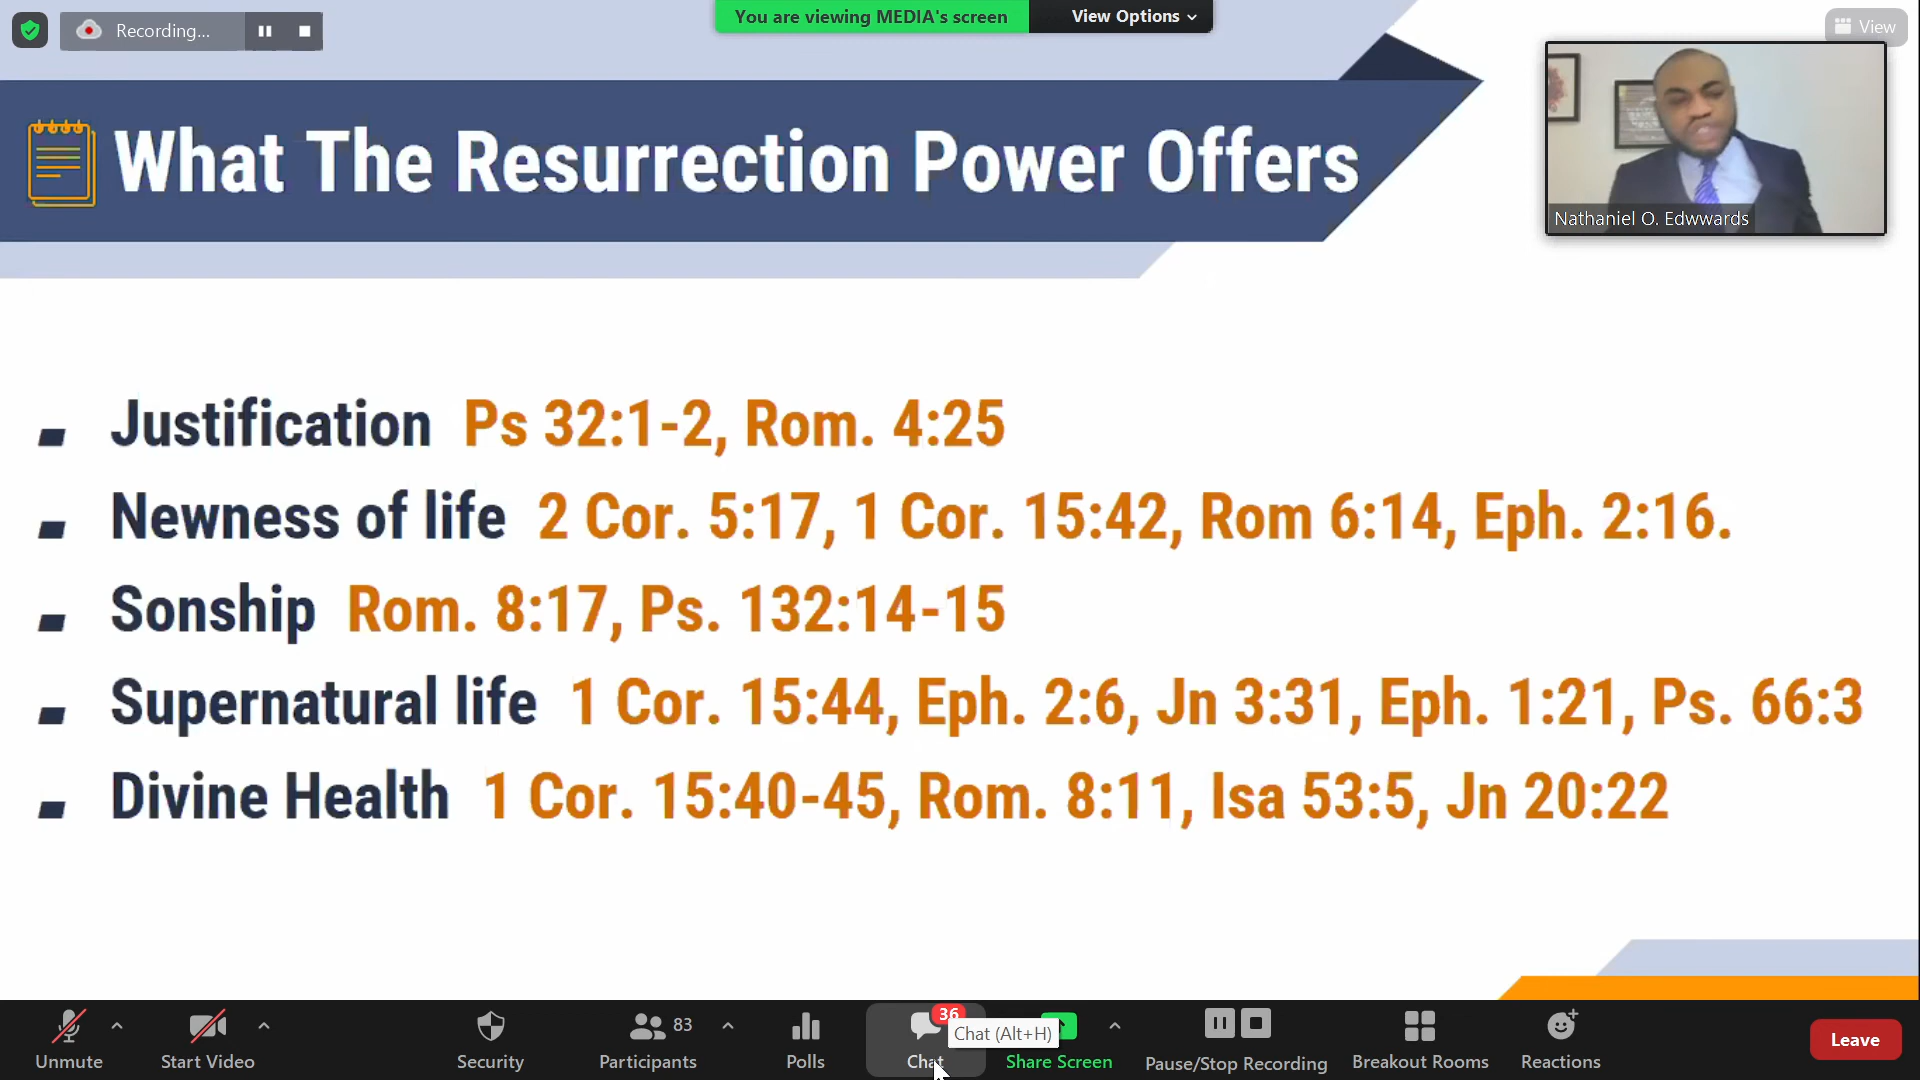 Recording...
You are viewing MEDIA's screen
View Options
View
What The Resurrection Power Offers
Nathaniel O. Edwwards
Justification Ps 32:1-2, Rom. 4:25
Newness of life 2 Cor. 5:17, 1 Cor. 15:42, Rom 6:14, Eph. 2:16.
Sonship Rom. 8:17, Ps. 132:14-15
Supernatural life 1 Cor. 15:44, Eph. 2:6, Jn 3:31, Eph. 1:21, Ps. 66:3
Divine Health 1 Cor. 15:40-45, Rom. 8:11, Isa 53:5, Jn 20:22
83
36
Chat (Alt+H)
Unmute
Start Video
Security
Participants
Polls
Chat
Share Screen
Pause/Stop Recording
Breakout Rooms
Reactions
Leave